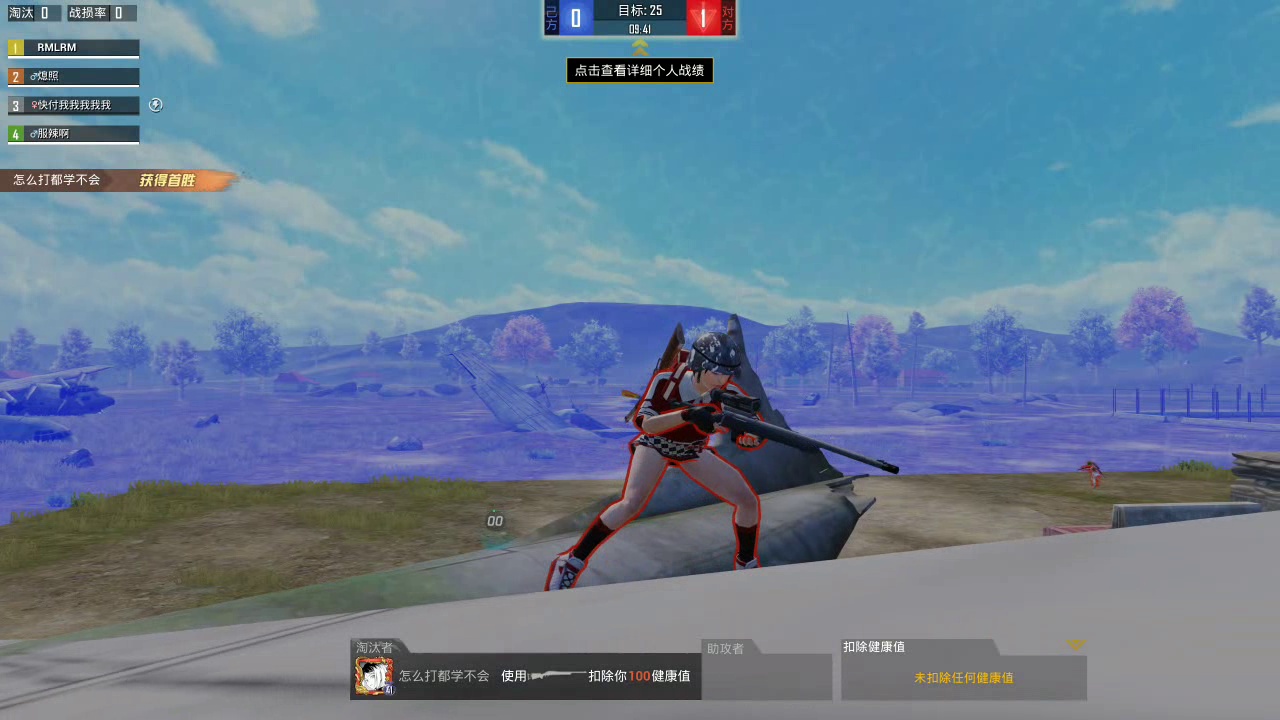 淘汰 0 战损率 0
己方 0 目标: 25 1 对方
09:41
点击查看详细个人战绩
1 RMLRM
2 ♂熄照
3 ♀快付我我我我我
4 ♂服辣啊
怎么打都学不会 获得首胜
00
淘汰者
41
怎么打都学不会 使用 扣除你100健康值
助攻者
扣除健康值
未扣除任何健康值